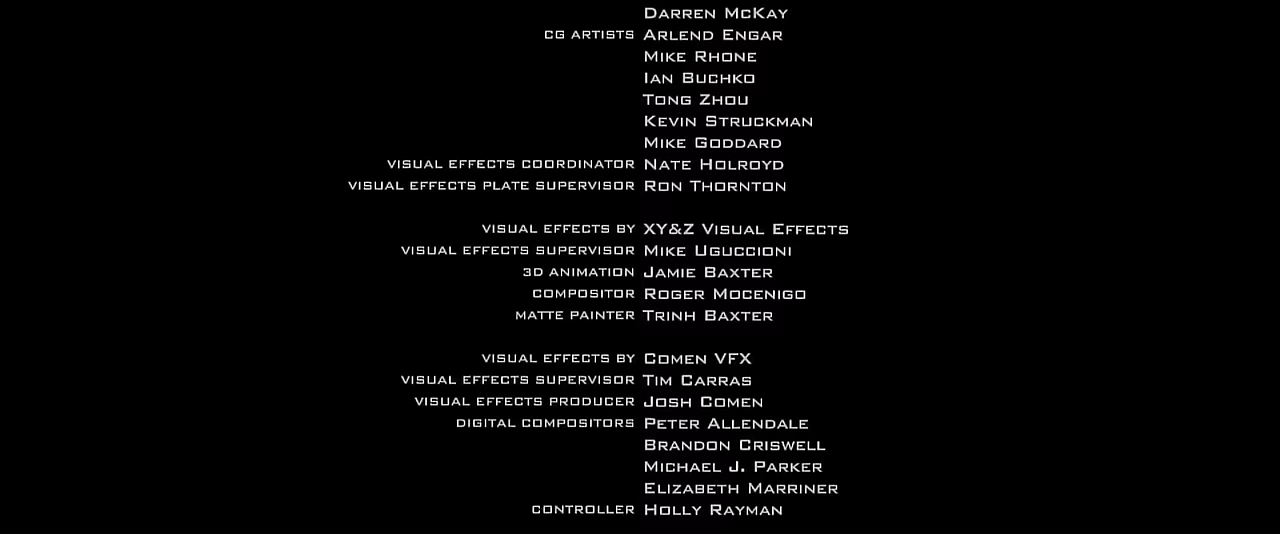 Darren McKay
CG Artists Arlend Engar
Mike Rhone
Ian Buchko
Tong Zhou
Kevin Struckman
Mike Goddard
Visual Effects Coordinator Nate Holroyd
Visual Effects Plate Supervisor Ron Thornton
Visual Effects by XY&Z Visual Effects
Visual Effects Supervisor Mike Uguccioni
3D Animation Jamie Baxter
Compositor Roger Mocenigo
Matte Painter Trinh Baxter
Visual Effects by Comen VFX
Visual Effects Supervisor Tim Carras
Visual Effects Producer Josh Comen
Digital Compositors Peter Allendale
Brandon Criswell
Michael J. Parker
Elizabeth Marriner
Controller Holly Rayman